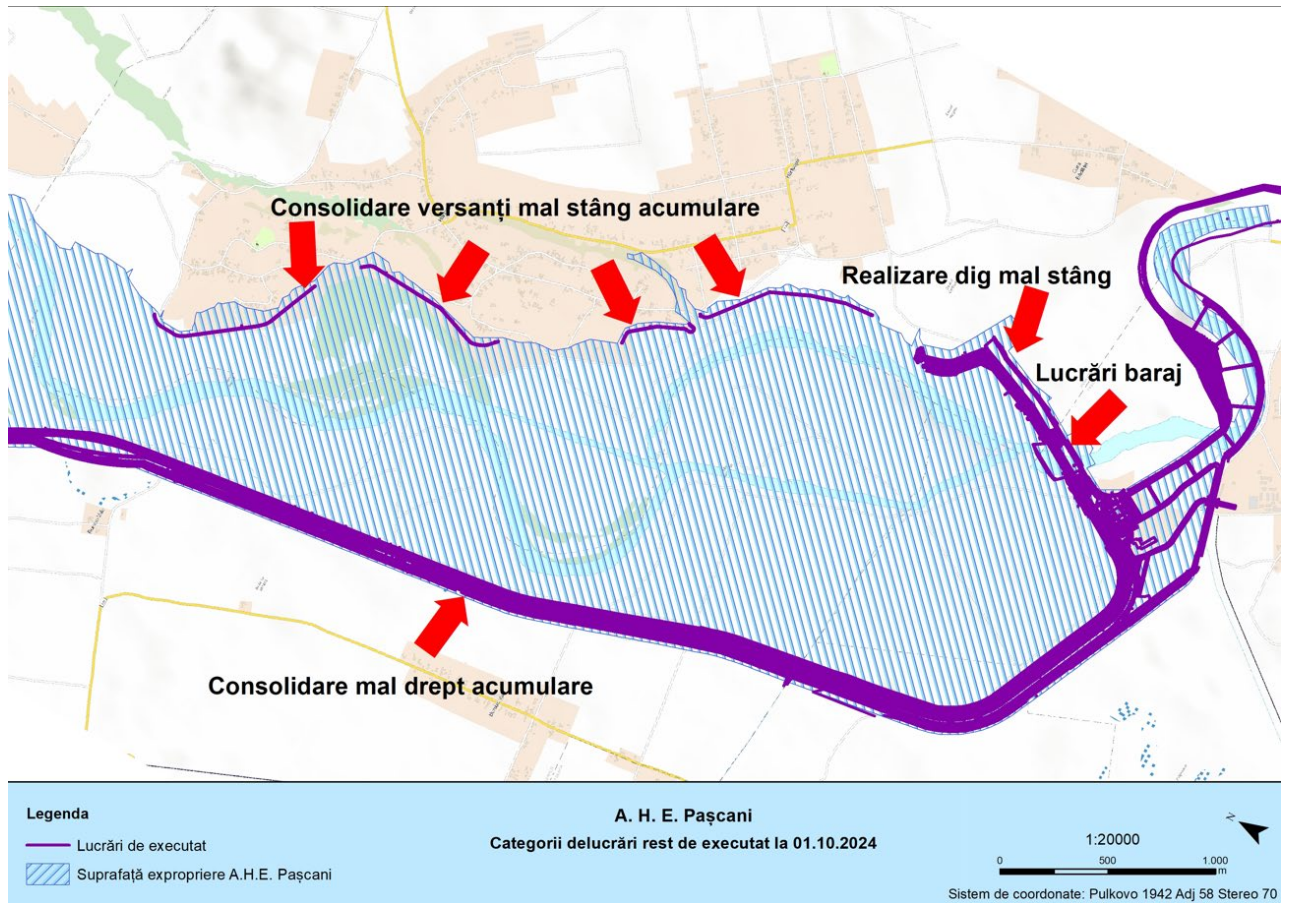 Consolidare versanți mal stâng acumulare
Realizare dig mal stâng
Lucrări baraj
Consolidare mal drept acumulare
Legenda
Lucrări de executat
Suprafață expropriere A.H.E. Pașcani
A. H. E. Pașcani
Categorii delucrări rest de executat la 01.10.2024
N
1:20000
0 500 1.000
m
Sistem de coordonate: Pulkovo 1942 Adj 58 Stereo 70